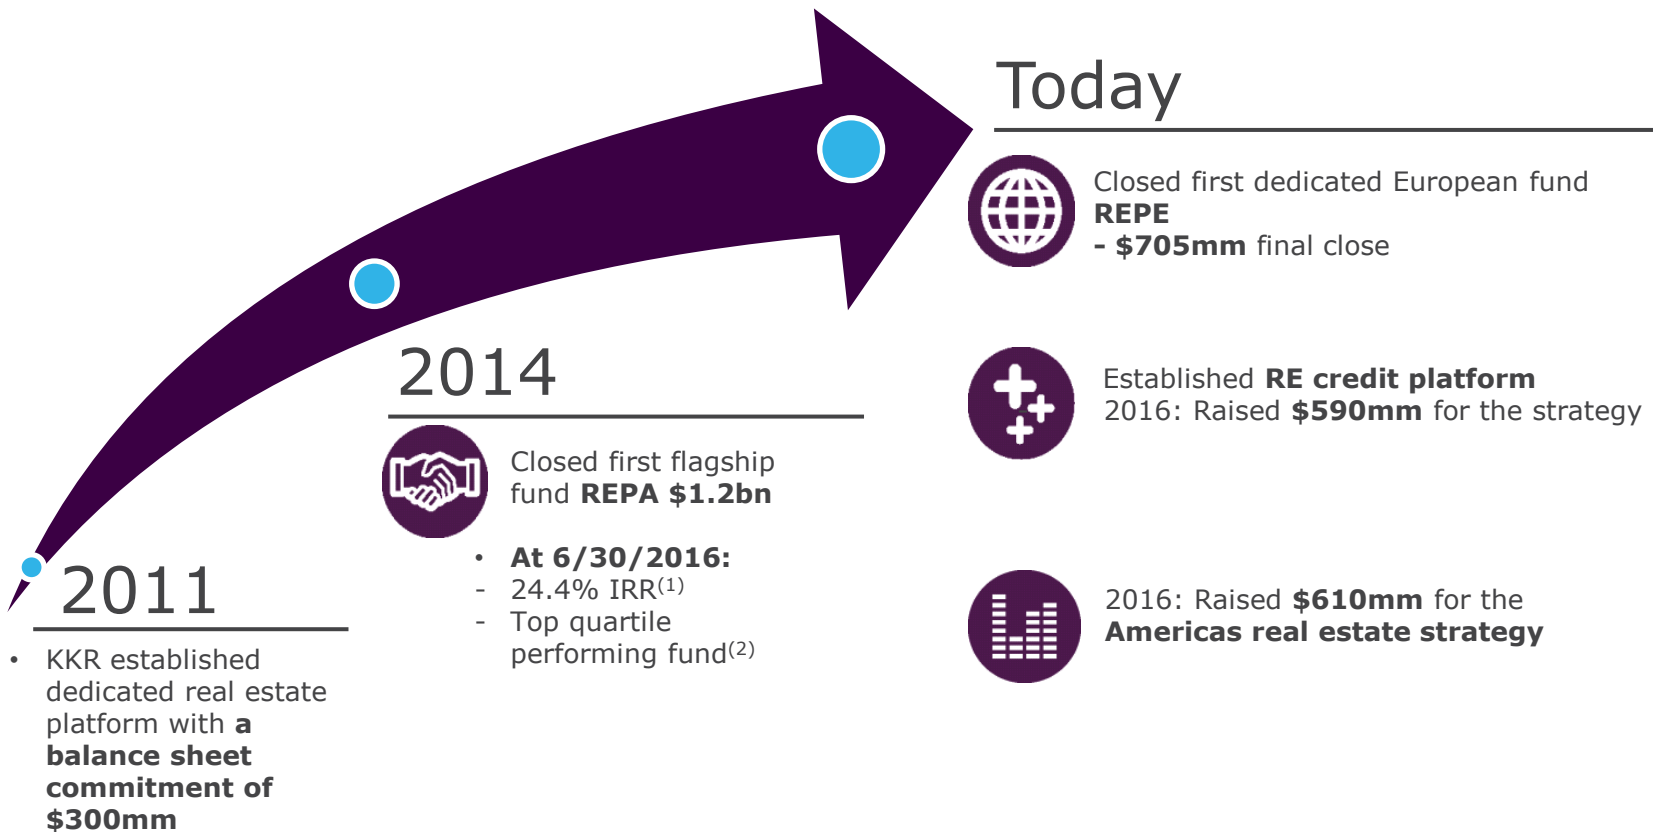 2011
• KKR established
dedicated real estate
platform with a
balance sheet
commitment of
$300mm
2014
Closed first flagship
fund REPA $1.2bn
• At 6/30/2016:
- 24.4% IRR(1)
- Top quartile
performing fund(2)
Today
Closed first dedicated European fund
REPE
- $705mm final close
Established RE credit platform
2016: Raised $590mm for the strategy
2016: Raised $610mm for the
Americas real estate strategy